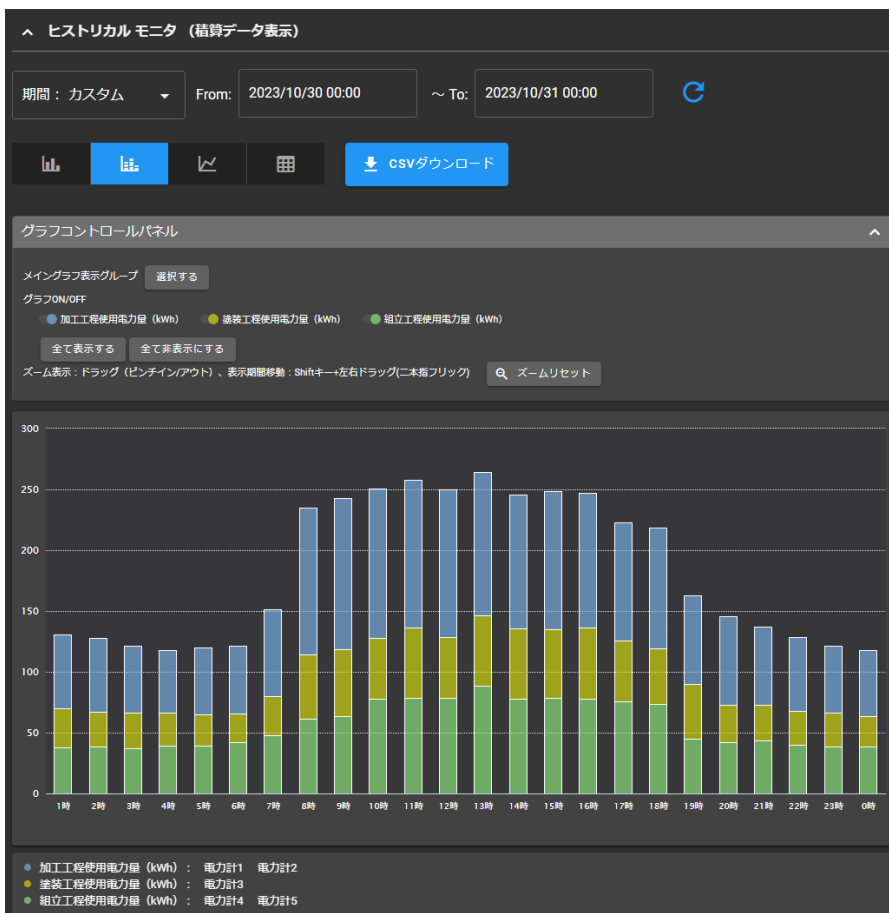 ヒストリカル モニタ （積算データ表示）
期間： カスタム From: 2023/10/30 00:00 ～ To: 2023/10/31 00:00
CSVダウンロード
グラフコントロールパネル
メイングラフ表示グループ 選択する
グラフON/OFF
加工工程使用電力量（kWh） 塗装工程使用電力量（kWh） 組立工程使用電力量（kWh）
全て表示する 全て非表示にする
ズーム表示：ドラッグ（ピンチイン/アウト）、表示期間移動：Shiftキー+左右ドラッグ(二本指フリック) ズームリセット
300
250
200
150
100
50
0
1時 2時 3時 4時 5時 6時 7時 8時 9時 10時 11時 12時 13時 14時 15時 16時 17時 18時 19時 20時 21時 22時 23時 0時
加工工程使用電力量（kWh）： 電力計1 電力計2
塗装工程使用電力量（kWh）： 電力計3
組立工程使用電力量（kWh）： 電力計4 電力計5